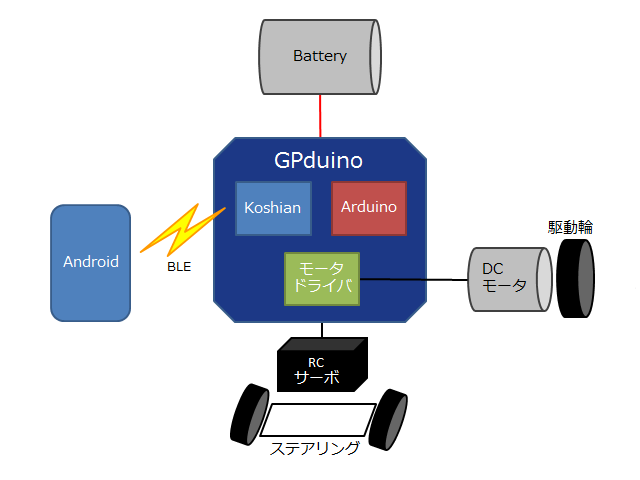 Battery
GPduino
Koshian
Arduino
Android
BLE
モータ
ドライバ
DC
モータ
駆動輪
RC
サーボ
ステアリング